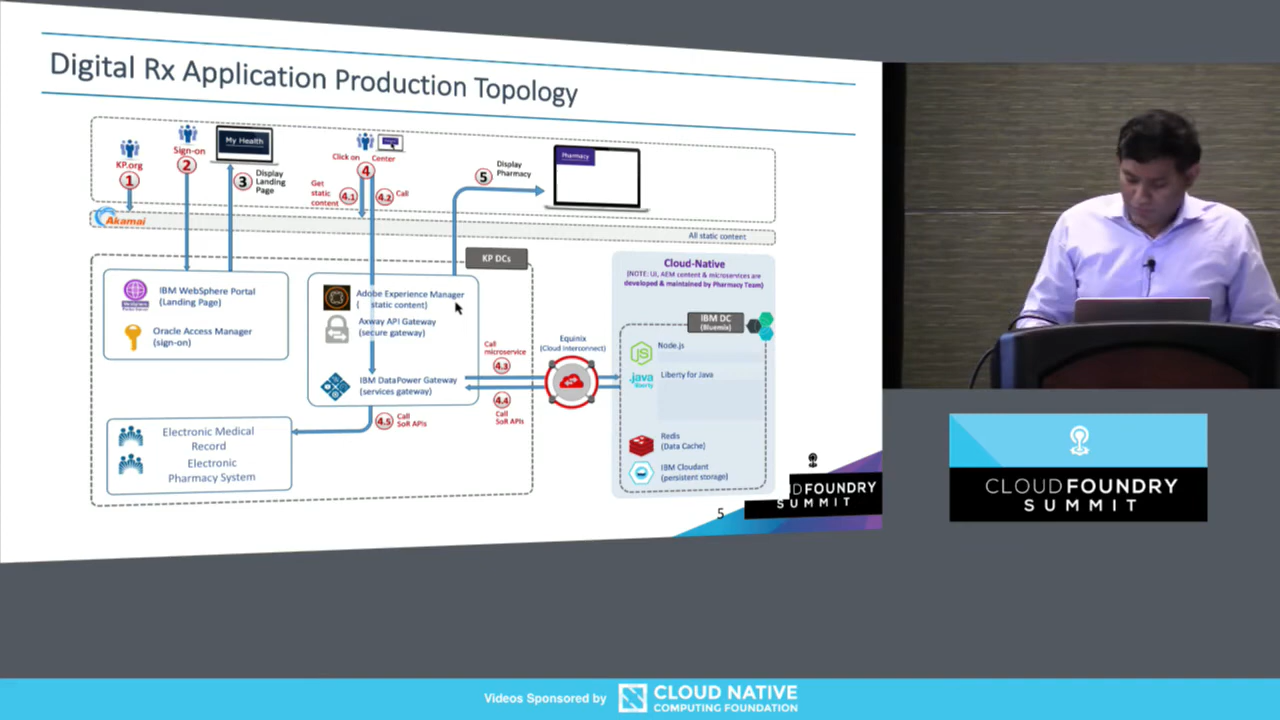 Digital Rx Application Production Topology
KP.org
1
Sign-on
2
My Health
3
Display
Landing
Page
Click on
Center
4
Get
static
content
4.1
4.2
Call
5
Display
Pharmacy
Pharmacy
Akamai
All static content
KP DCs
IBM WebSphere Portal
(Landing Page)
Oracle Access Manager
(sign-on)
Adobe Experience Manager
( static content)
Axway API Gateway
(secure gateway)
IBM DataPower Gateway
(services gateway)
Call
microservice
4.3
4.4
Call
SoR APIs
4.5
Call
SoR APIs
Electronic Medical
Record
Electronic
Pharmacy System
Equinix
(Cloud Interconnect)
Cloud-Native
(NOTE: UI, AEM content & microservices are
developed & maintained by Pharmacy Team)
IBM DC
(Bluemix)
Node.js
JS
Liberty for Java
java
liberty
Redis
(Data Cache)
IBM Cloudant
(persistent storage)
5
UDFOUNDRY
SUMMIT
CLOUDFOUNDRY
SUMMIT
Videos Sponsored by
CLOUD NATIVE
COMPUTING FOUNDATION